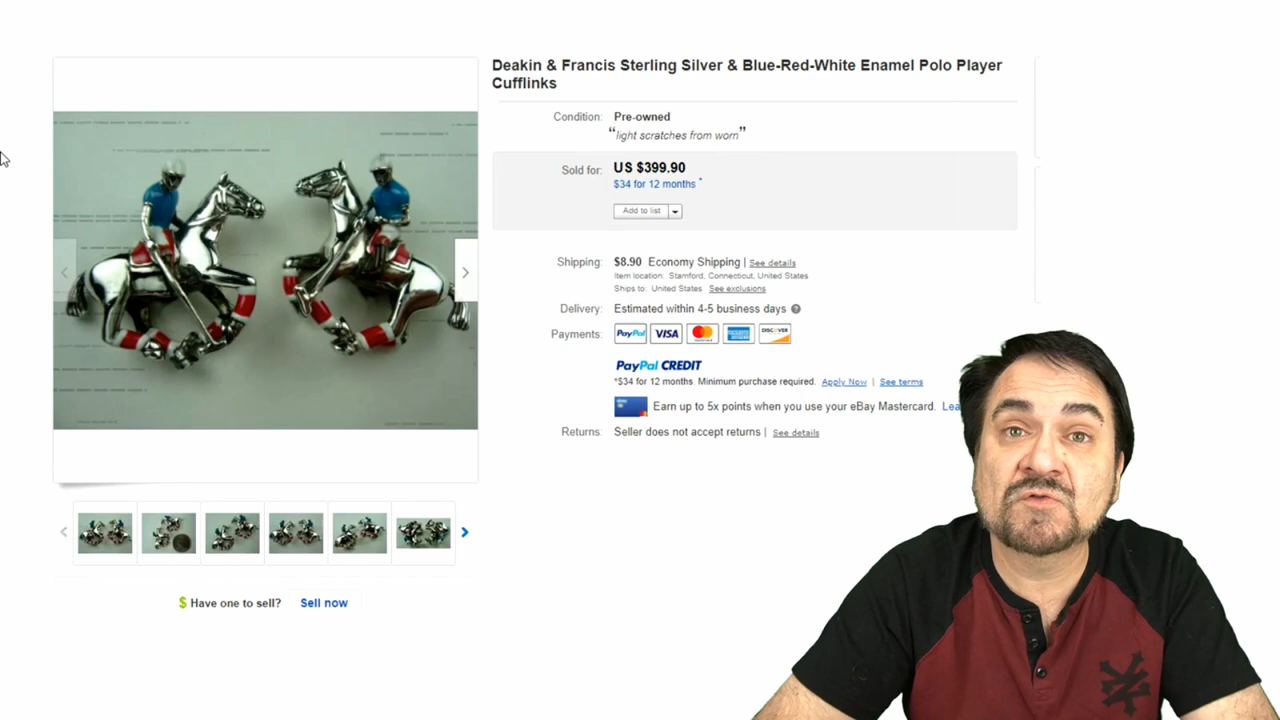 Deakin & Francis Sterling Silver & Blue-Red-White Enamel Polo Player
Cufflinks
Condition: Pre-owned
“light scratches from worn”
Sold for: US $399.90
$34 for 12 months *
Add to list
Shipping: $8.90 Economy Shipping | See details
Item location: Stamford, Connecticut, United States
Ships to: United States See exclusions
Delivery: Estimated within 4-5 business days ?
Payments: PayPal VISA DISCOVER
PayPal CREDIT
*$34 for 12 months. Minimum purchase required. Apply Now | See terms
Earn up to 5x points when you use your eBay Mastercard. Lea
Returns: Seller does not accept returns | See details
$ Have one to sell? Sell now